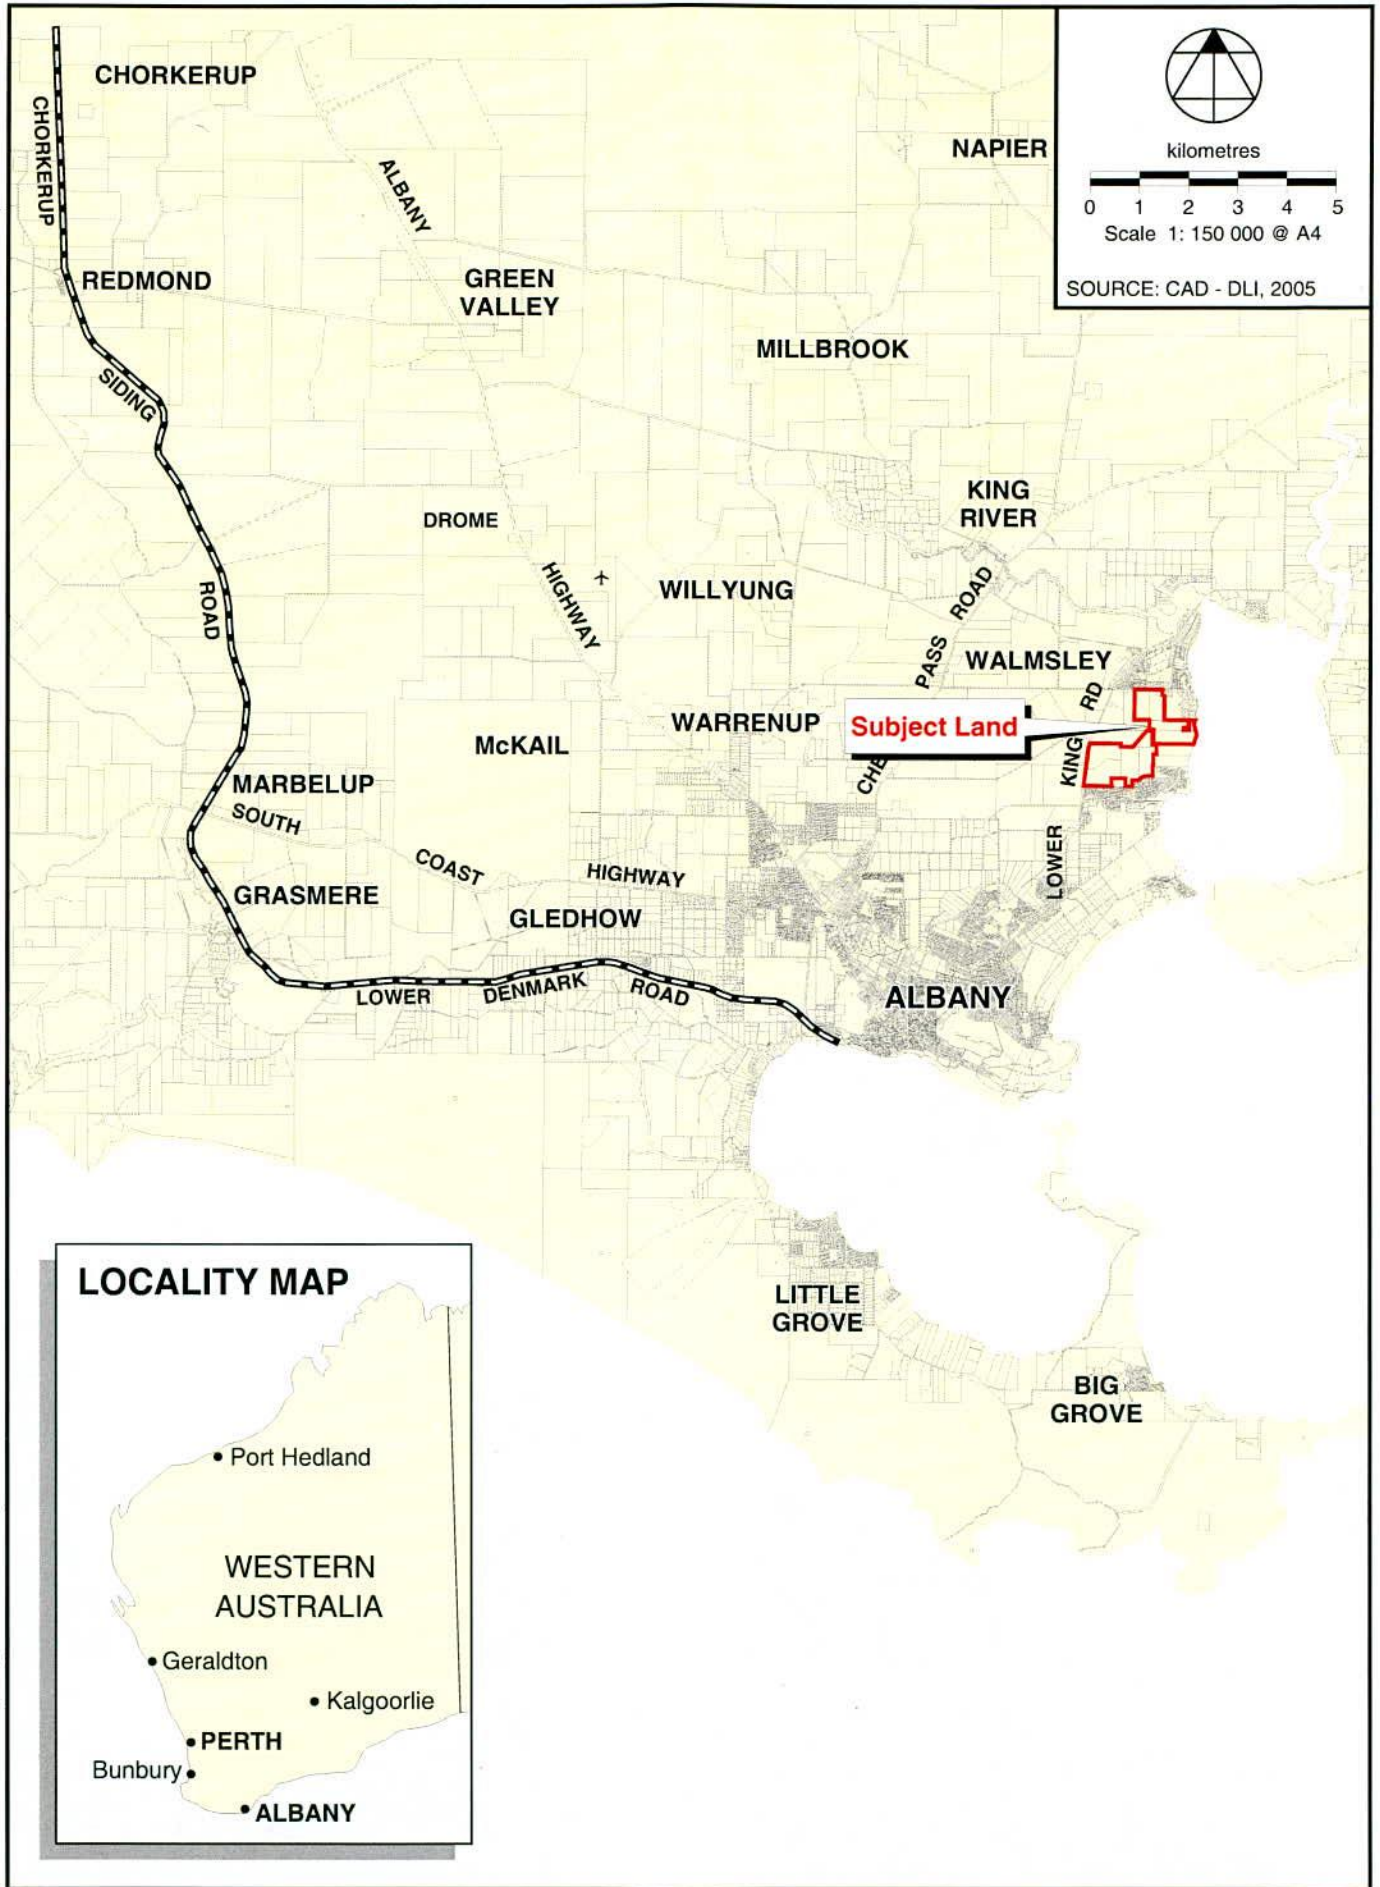 CHORKERUP
CHORKERUP
ALBANY
NAPIER
kilometres
0 1 2 3 4 5
Scale 1: 150 000 @ A4
SOURCE: CAD - DLI, 2005
REDMOND
GREEN
VALLEY
MILLBROOK
SIDING
KING
RIVER
DROME
HIGHWAY
WILLYUNG
ROAD
ROAD
PASS
WALMSLEY
RD
WARRENUP
Subject Land
McKAIL
KING
CHE
MARBELUP
SOUTH
COAST
HIGHWAY
LOWER
GRASMERE
GLEDHOW
LOWER
DENMARK
ROAD
ALBANY
LITTLE
GROVE
BIG
GROVE
LOCALITY MAP
Port Hedland
WESTERN
AUSTRALIA
Geraldton
Kalgoorlie
PERTH
Bunbury
ALBANY